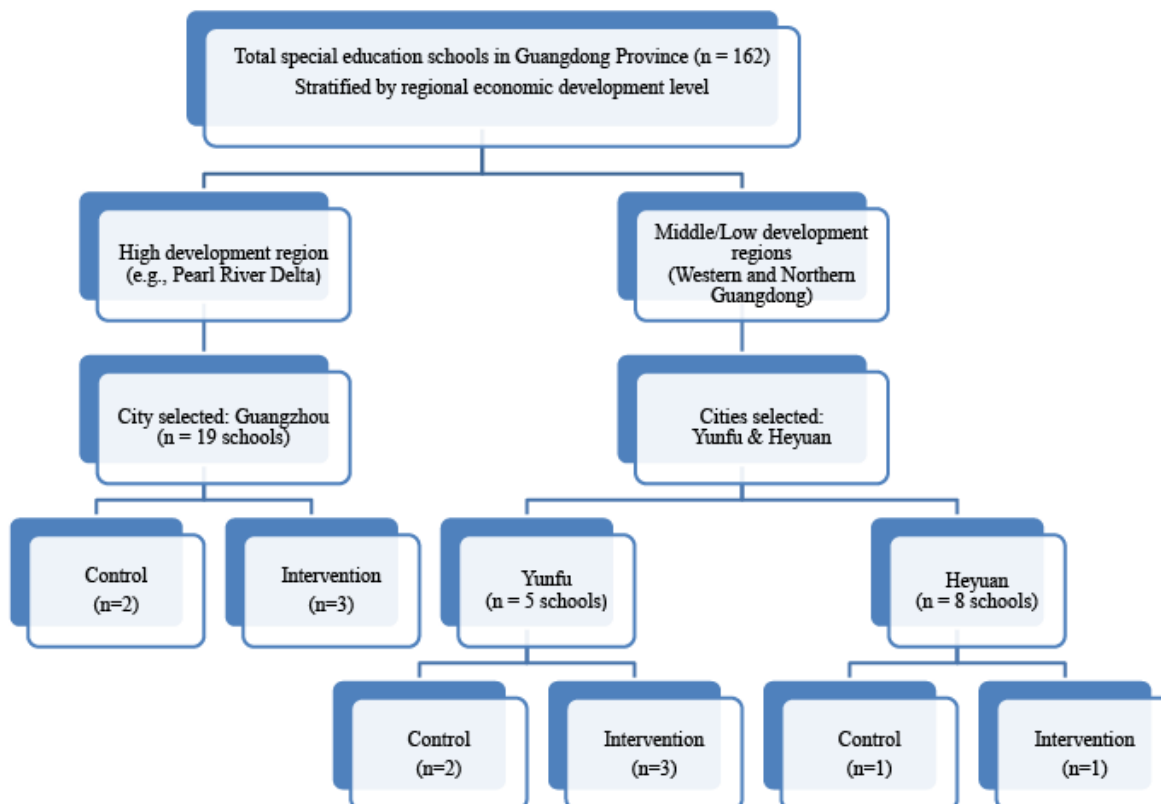 Total special education schools in Guangdong Province (n = 162)
Stratified by regional economic development level
High development region
(e.g., Pearl River Delta)
Middle/Low development
regions
(Western and Northern
Guangdong)
City selected: Guangzhou
(n = 19 schools)
Cities selected:
Yunfu & Heyuan
Control
(n=2)
Intervention
(n=3)
Yunfu
(n = 5 schools)
Heyuan
(n = 8 schools)
Control
(n=2)
Intervention
(n=3)
Control
(n=1)
Intervention
(n=1)